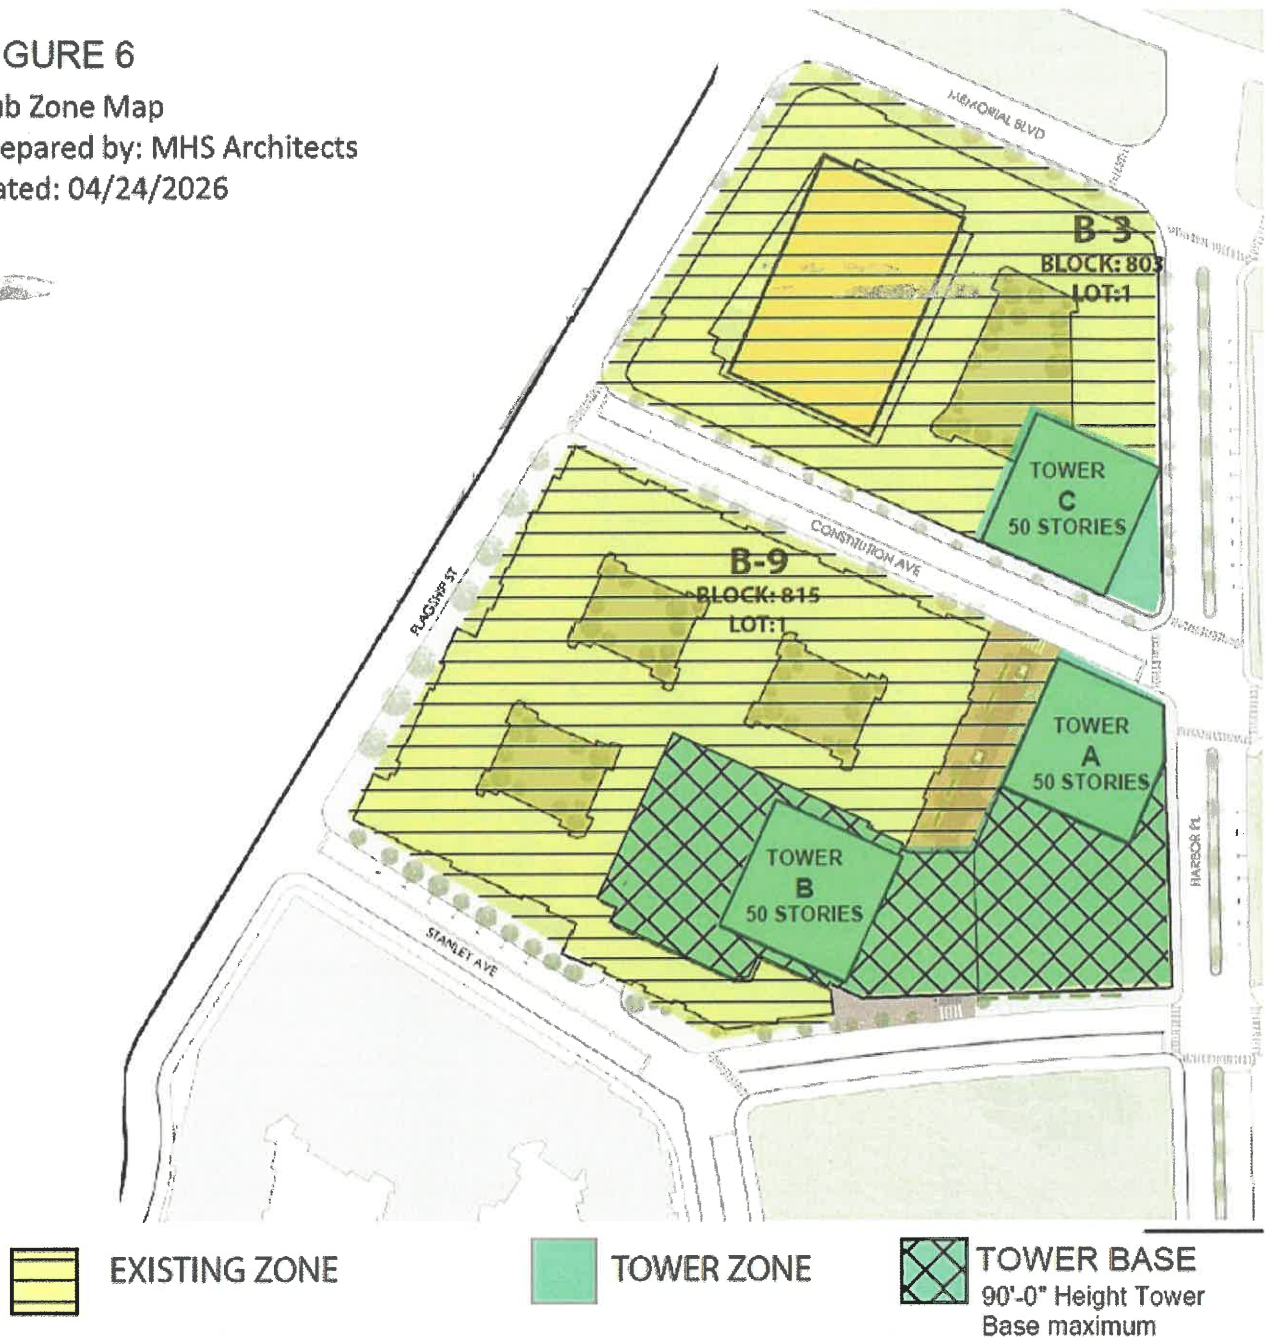 GURE 6
ub Zone Map
epared by: MHS Architects
ated: 04/24/2026
MEMORIAL BLVD
B-3
BLOCK: 803
LOT:1
TOWER
C
50 STORIES
CONSTITUTION AVE
B-9
BLOCK: 815
LOT:1
FLAGSHIP ST
TOWER
A
50 STORIES
TOWER
B
50 STORIES
HARBOR PL
STANLEY AVE
EXISTING ZONE
TOWER ZONE
TOWER BASE
90'-0" Height Tower
Base maximum